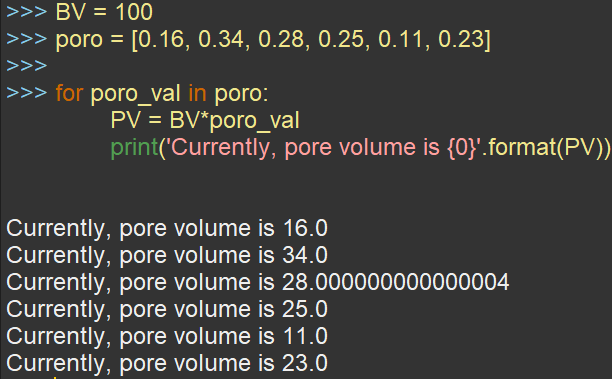 >>> BV = 100
>>> poro = [0.16, 0.34, 0.28, 0.25, 0.11, 0.23]
>>>
>>> for poro_val in poro:
PV = BV*poro_val
print('Currently, pore volume is {0}'.format(PV))
Currently, pore volume is 16.0
Currently, pore volume is 34.0
Currently, pore volume is 28.000000000000004
Currently, pore volume is 25.0
Currently, pore volume is 11.0
Currently, pore volume is 23.0